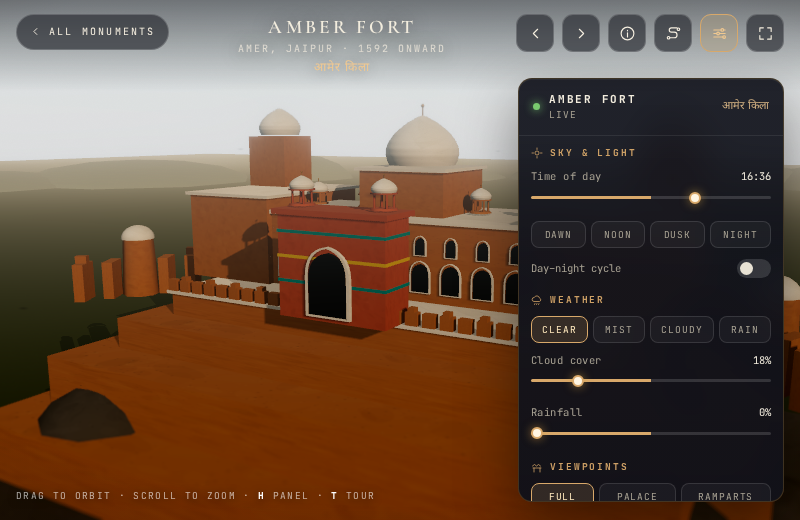 ALL MONUMENTS
AMBER FORT
AMER, JAIPUR · 1592 ONWARD
आमेर क़िला
AMBER FORT
LIVE
आमेर क़िला
SKY & LIGHT
Time of day 16:36
DAWN NOON DUSK NIGHT
Day-night cycle
WEATHER
CLEAR MIST CLOUDY RAIN
Cloud cover 18%
Rainfall 0%
VIEWPOINTS
FULL PALACE RAMPARTS
DRAG TO ORBIT · SCROLL TO ZOOM · H PANEL · T TOUR